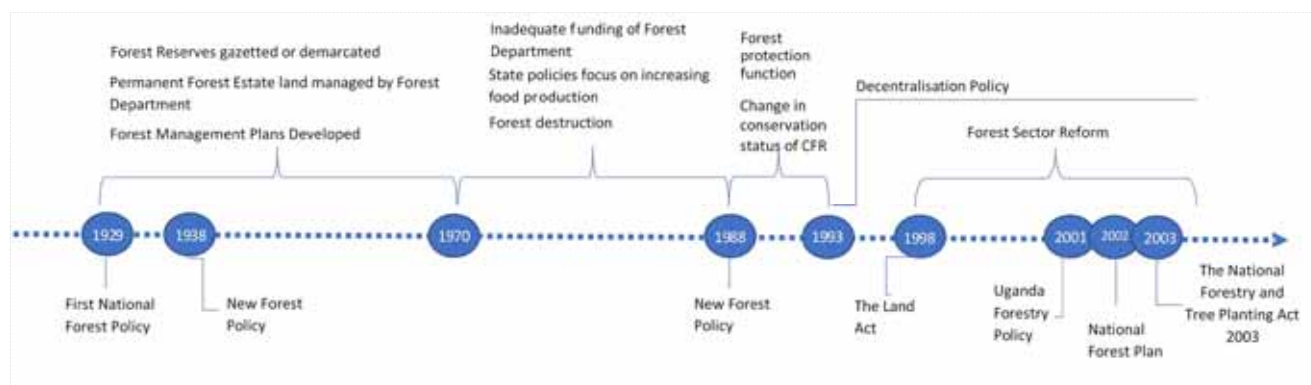 Forest Reserves gazetted or demarcated
Permanent Forest Estate land managed by Forest
Department
Forest Management Plans Developed
Inadequate funding of Forest
Department
State policies focus on increasing
food production
Forest destruction
Forest
protection
function
Change in
conservation
status of CFR
Decentralisation Policy
Forest Sector Reform
1929
1938
1970
1988
1993
1998
2001
2002
2003
First National
Forest Policy
New Forest
Policy
New Forest
Policy
The Land
Act
Uganda
Forestry
Policy
National
Forest Plan
The National
Forestry and
Tree Planting Act
2003